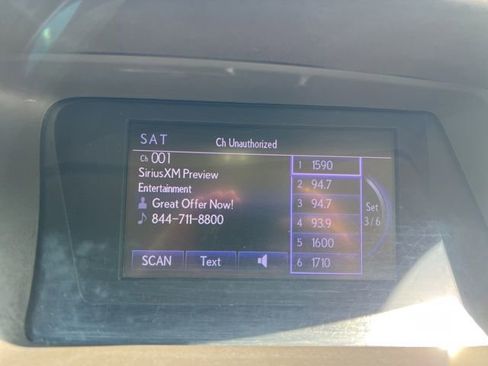 SAT Ch Unauthorized
Ch 001
SiriusXM Preview
Entertainment
Great Offer Now!
844-711-8800
SCAN Text
1 1590
2 94.7
3 94.7
4 93.9
5 1600
6 1710
Set
3/6